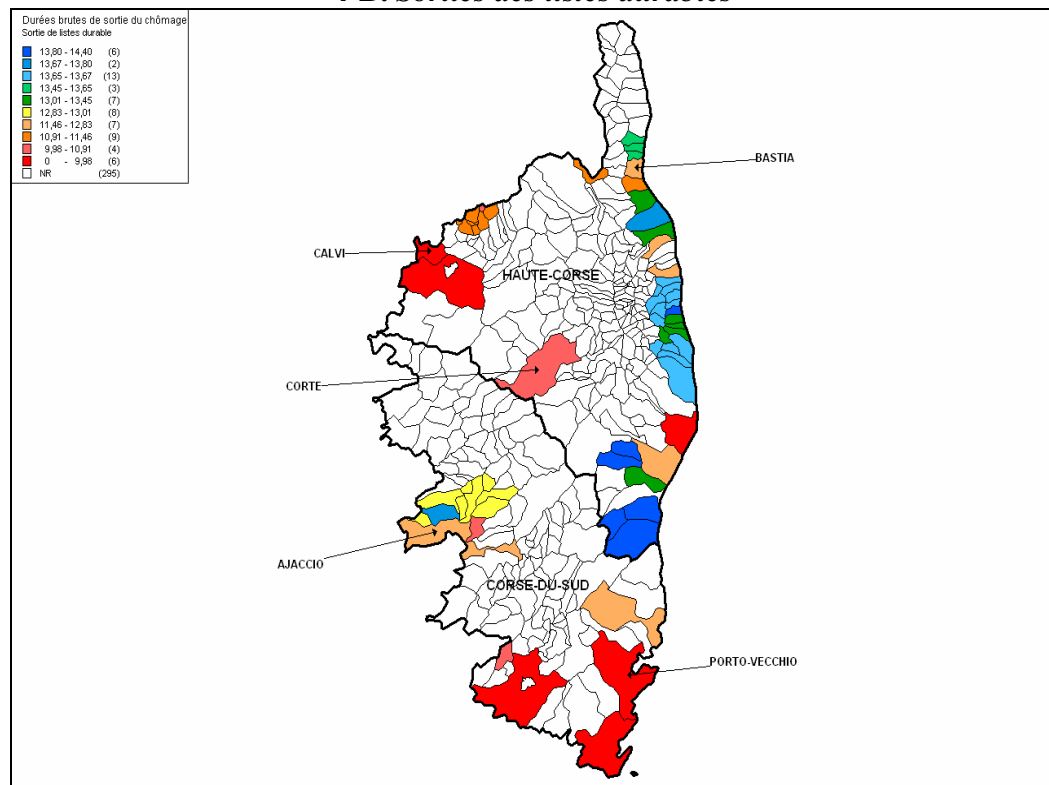 Durées brutes de sortie du chômage
Sortie de listes durable
13,80 - 14,40 (6)
13,67 - 13,80 (2)
13,65 - 13,67 (13)
13,45 - 13,65 (3)
13,01 - 13,45 (7)
12,83 - 13,01 (8)
11,46 - 12,83 (7)
10,91 - 11,46 (9)
9,98 - 10,91 (4)
0 - 9,98 (6)
NR (295)
BASTIA
CALVI
HAUTE-CORSE
CORTE
AJACCIO
CORSE-DU-SUD
PORTO-VECCHIO